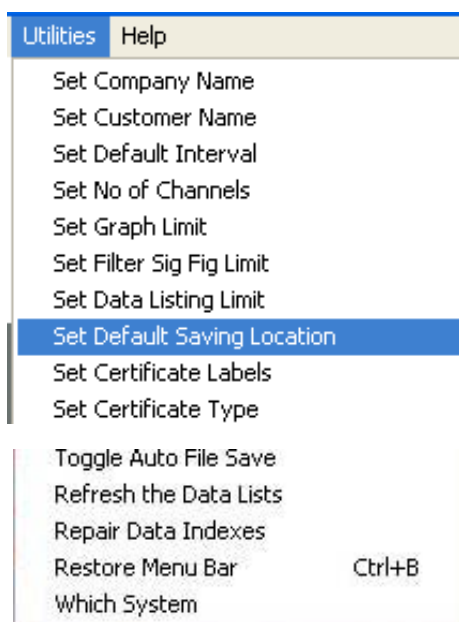 Utilities Help
Set Company Name
Set Customer Name
Set Default Interval
Set No of Channels
Set Graph Limit
Set Filter Sig Fig Limit
Set Data Listing Limit
Set Default Saving Location
Set Certificate Labels
Set Certificate Type
Toggle Auto File Save
Refresh the Data Lists
Repair Data Indexes
Restore Menu Bar Ctrl+B
Which System